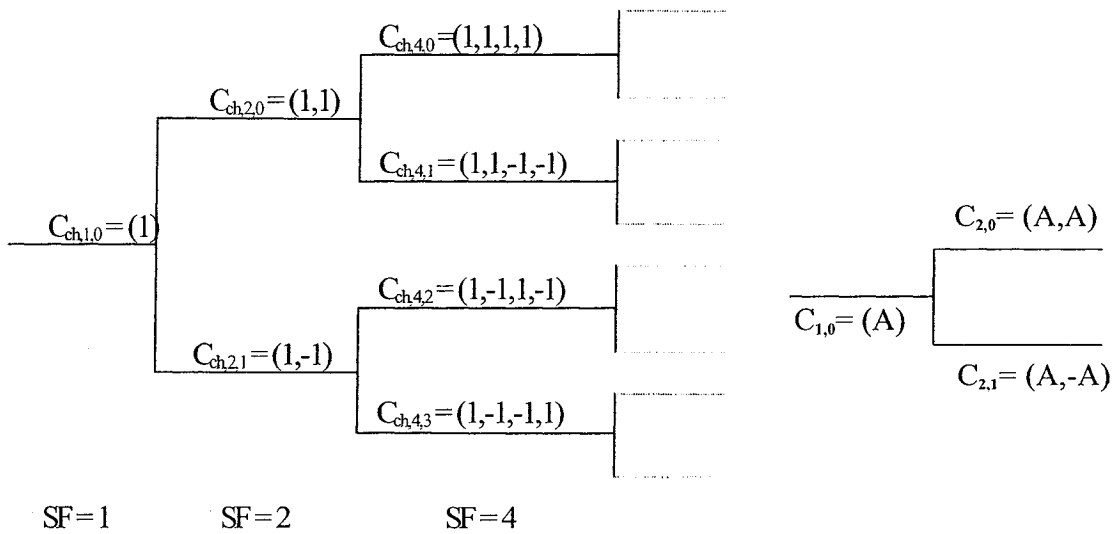 C_ch,4,0=(1,1,1,1)
C_ch,2,0=(1,1)
C_ch,4,1=(1,1,-1,-1)
C_ch,1,0=(1)
C_ch,4,2=(1,-1,1,-1)
C_ch,2,1=(1,-1)
C_ch,4,3=(1,-1,-1,1)
SF=1 SF=2 SF=4
C_2,0= (A,A)
C_1,0= (A)
C_2,1= (A,-A)